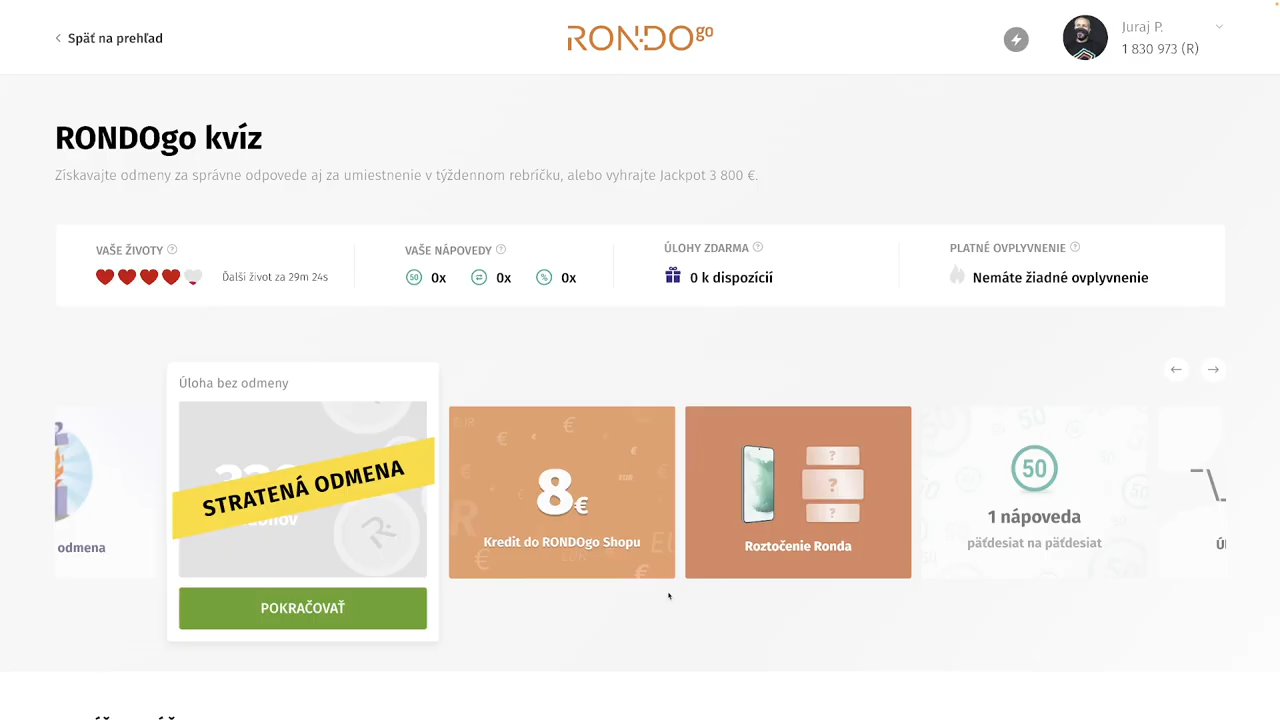 Späť na prehľad
RONDOgo
Juraj P.
1 830 973 (R)
RONDOgo kvíz
Získavajte odmeny za správne odpovede aj za umiestnenie v týždennom rebríčku, alebo vyhrajte Jackpot 3 800 €.
VAŠE ŽIVOTY ?
Ďalší život za 29m 24s
VAŠE NÁPOVEDY ?
50 0x 0x % 0x
ÚLOHY ZDARMA ?
0 k dispozícií
PLATNÉ OVPLYVNENIE ?
Nemáte žiadné ovplyvnenie
odmena
Úloha bez odmeny
STRATENÁ ODMENA
POKRAČOVAŤ
8€
Kredit do RONDOgo Shopu
? ? ?
Roztočenie Ronda
50
1 nápoveda
päťdesiat na päťdesiat